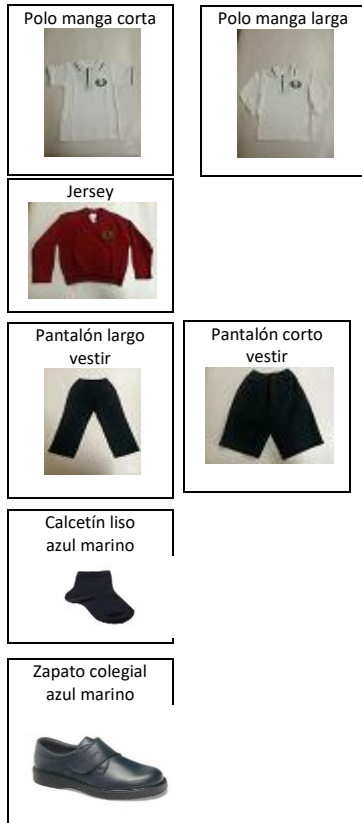 Polo manga corta
Polo manga larga
Jersey
Pantalón largo
vestir
Pantalón corto
vestir
Calcetín liso
azul marino
Zapato colegial
azul marino